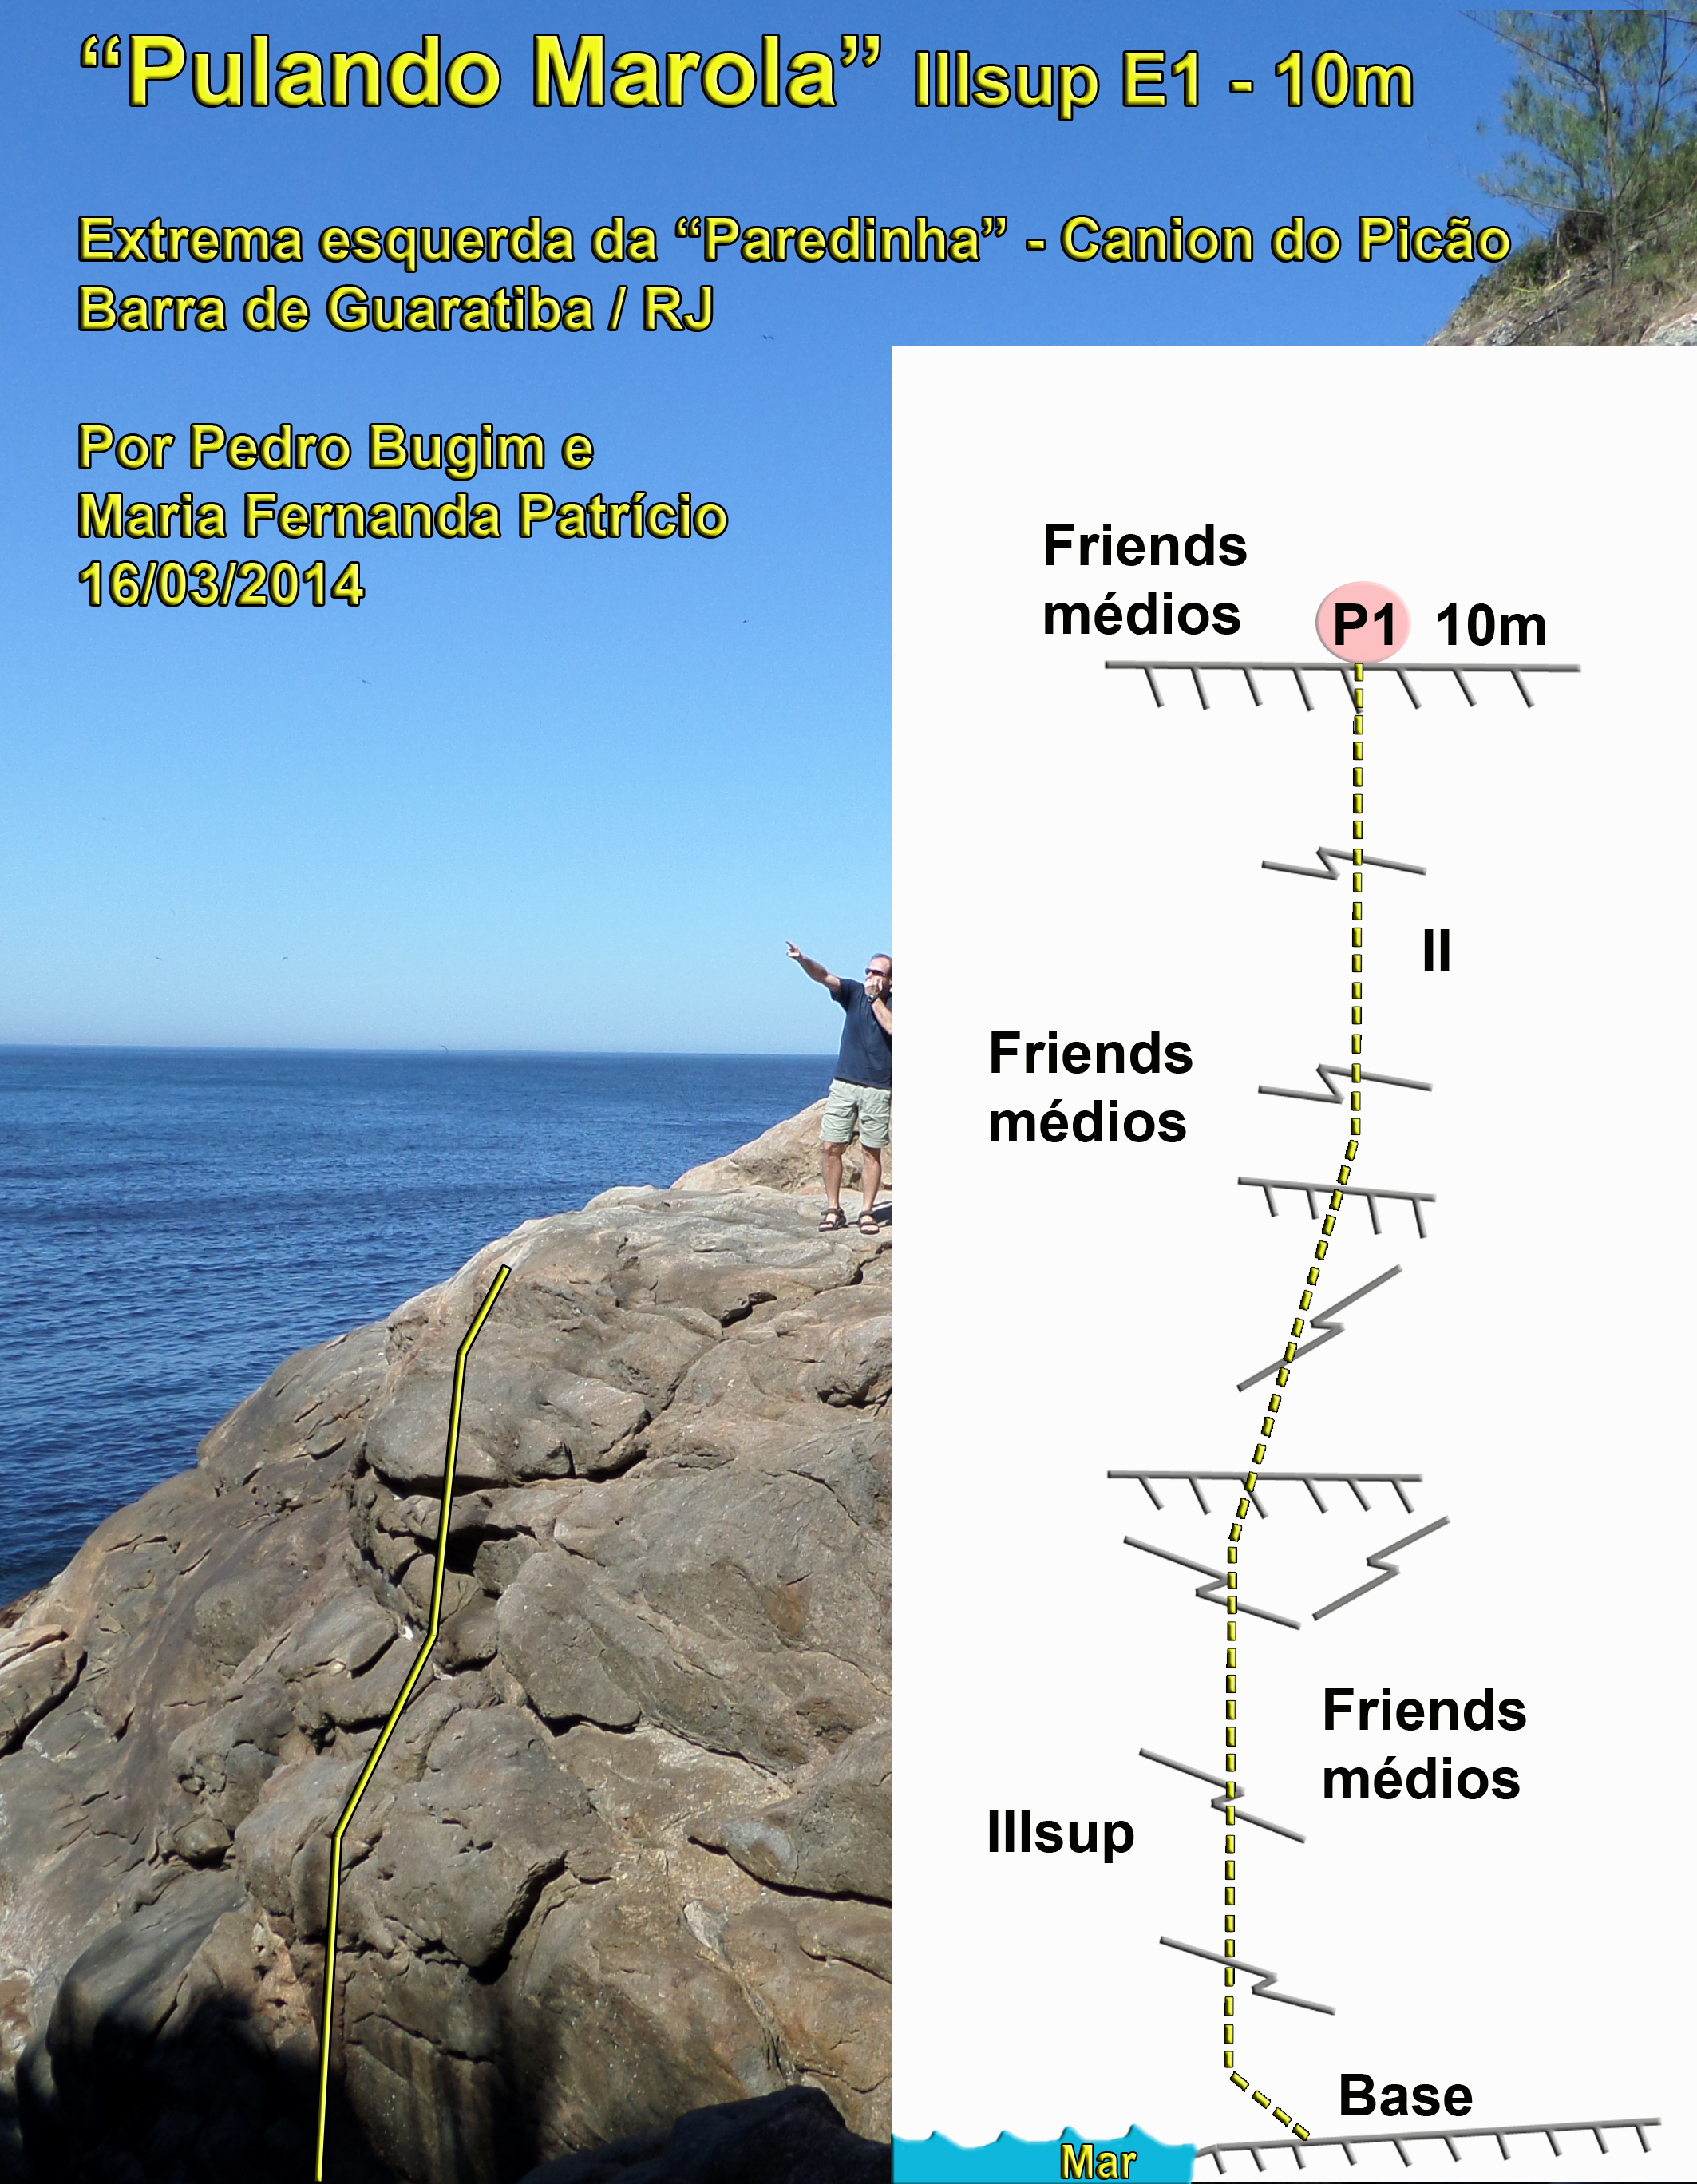 “Pulando Marola” IIIsup E1 - 10m
Extrema esquerda da “Paredinha” - Canion do Picão
Barra de Guaratiba / RJ
Por Pedro Bugim e
Maria Fernanda Patrício
16/03/2014
Friends
médios
P1 10m
II
Friends
médios
Friends
médios
IIIsup
Base
Mar